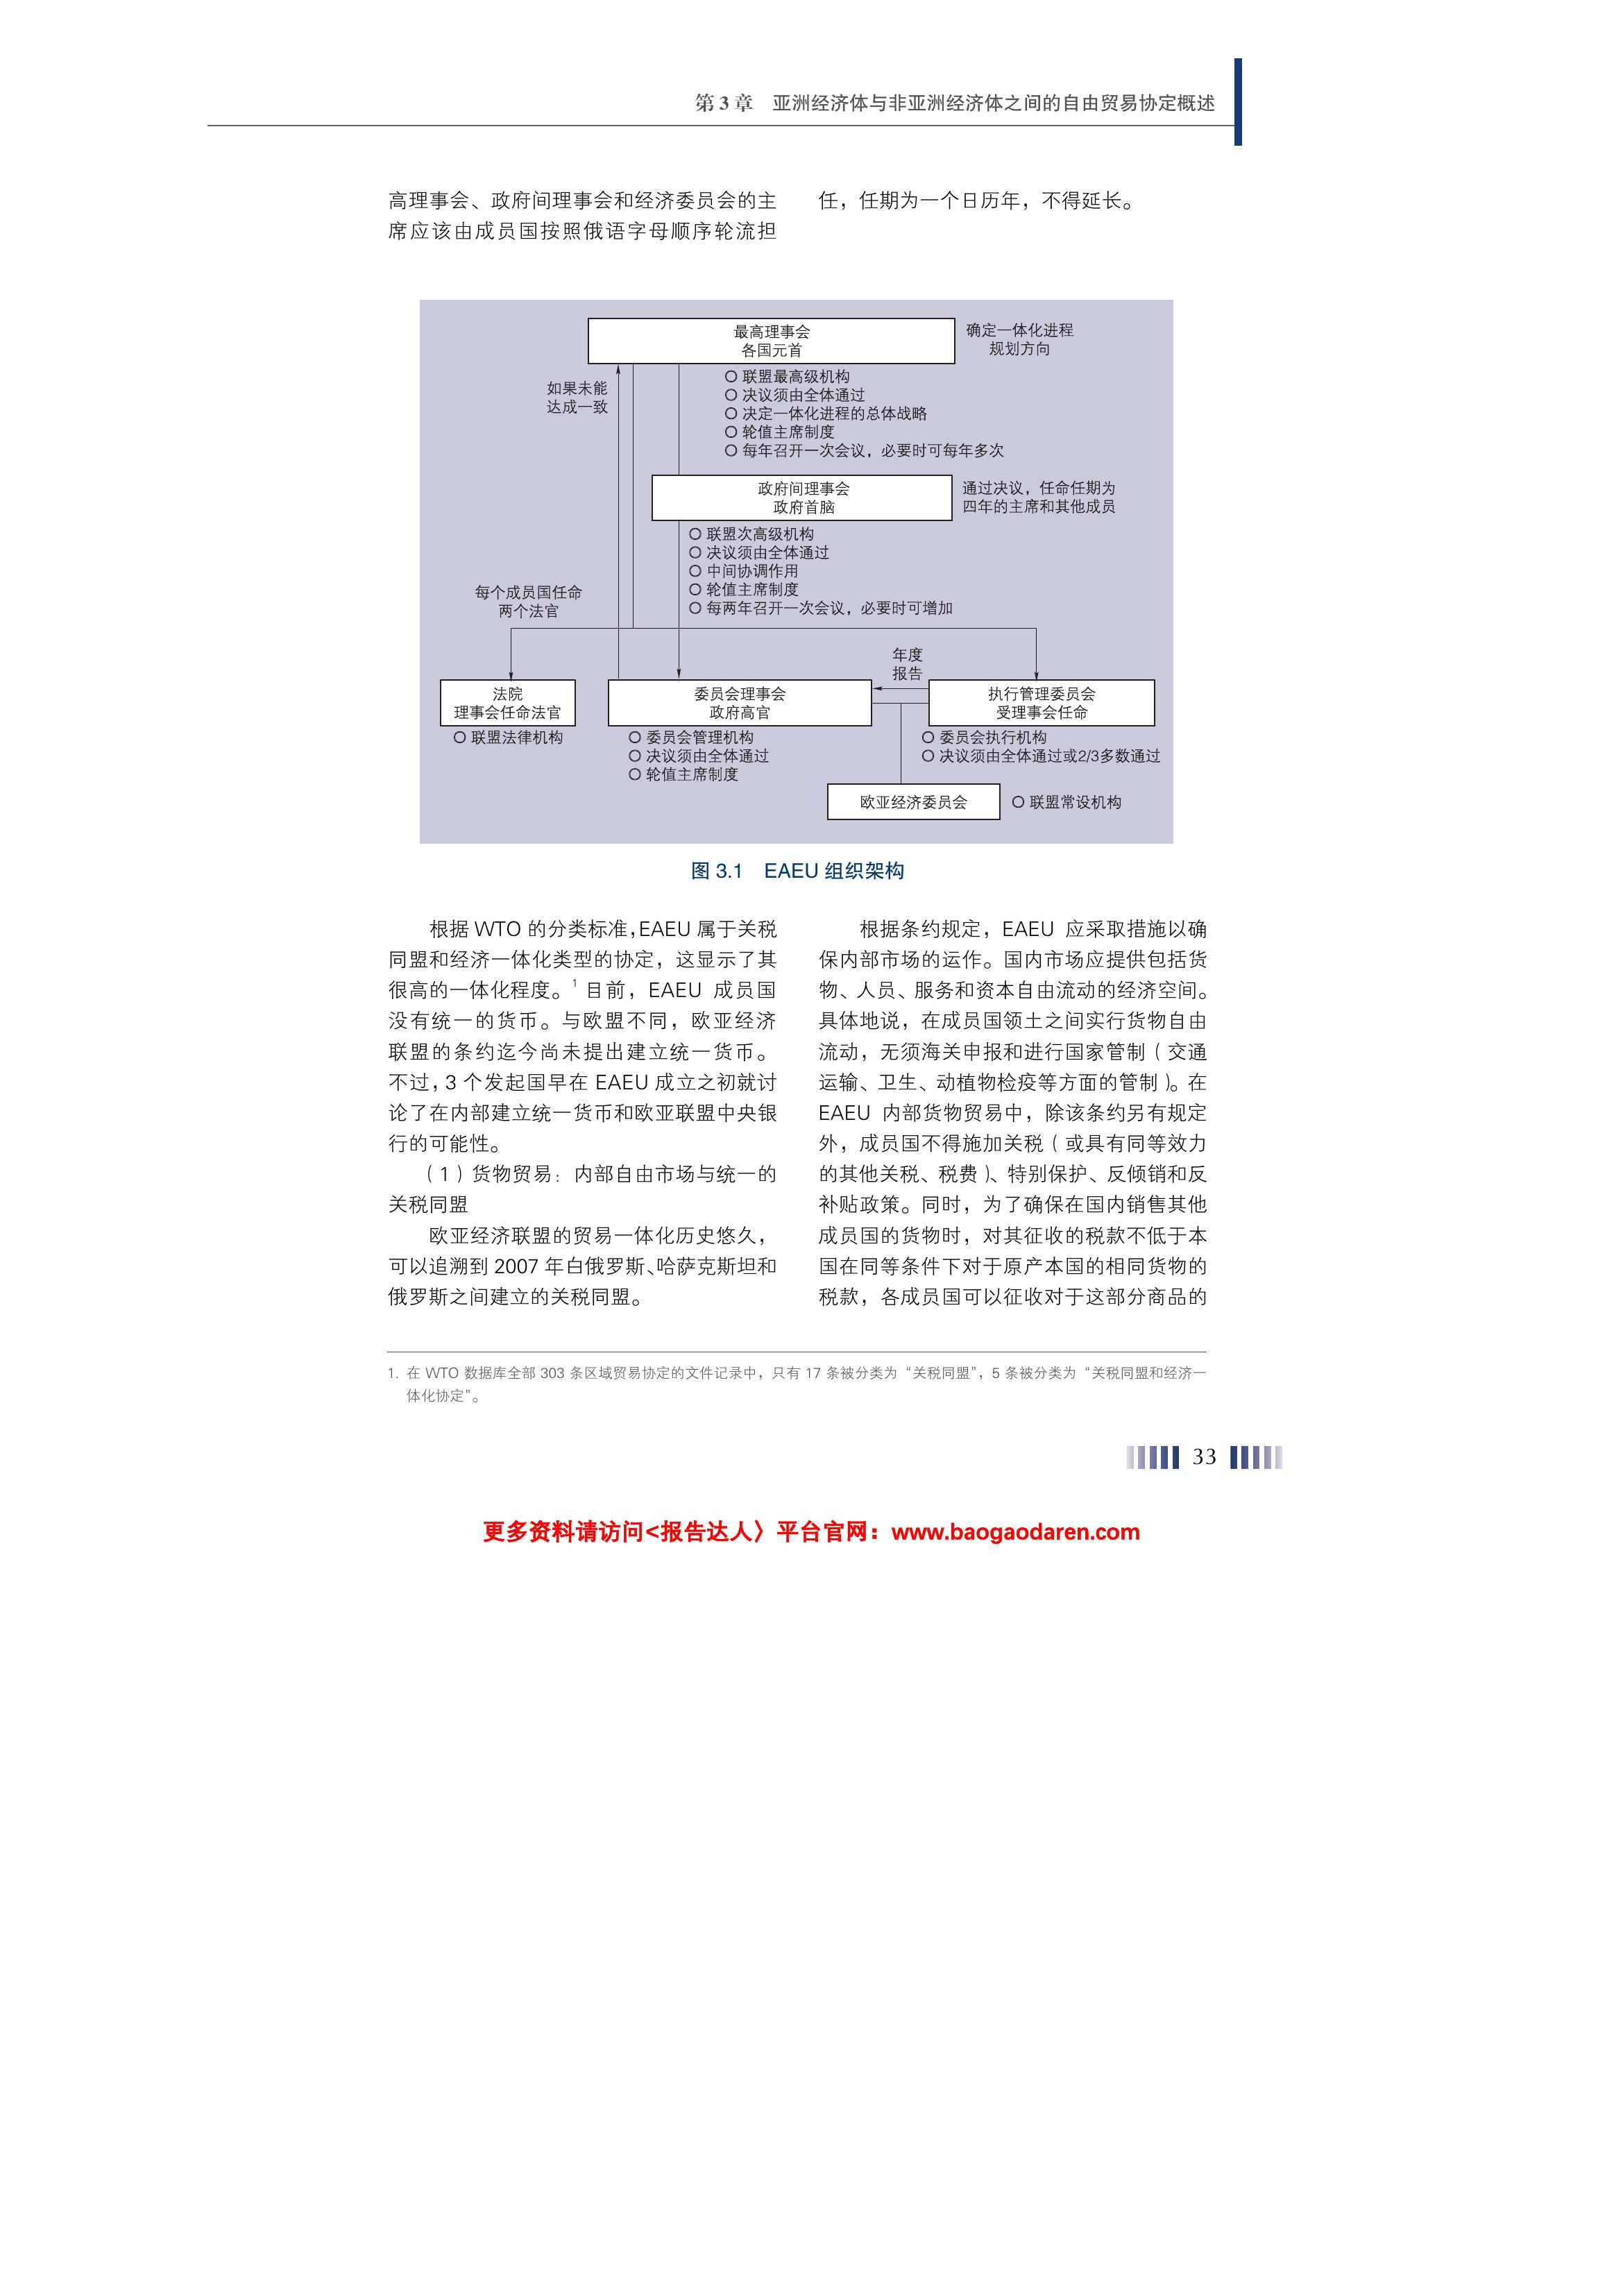 第 3 章　亚洲经济体与非亚洲经济体之间的自由贸易协定概述
高理事会、政府间理事会和经济委员会的主
席应该由成员国按照俄语字母顺序轮流担
任，任期为一个日历年，不得延长。
最高理事会
各国元首
确定一体化进程
规划方向
如果未能
达成一致
○ 联盟最高级机构
○ 决议须由全体通过
○ 决定一体化进程的总体战略
○ 轮值主席制度
○ 每年召开一次会议，必要时可每年多次
政府间理事会
政府首脑
通过决议，任命任期为
四年的主席和其他成员
○ 联盟次高级机构
○ 决议须由全体通过
○ 中间协调作用
○ 轮值主席制度
○ 每两年召开一次会议，必要时可增加
每个成员国任命
两个法官
年度
报告
法院
理事会任命法官
○ 联盟法律机构
委员会理事会
政府高官
○ 委员会管理机构
○ 决议须由全体通过
○ 轮值主席制度
执行管理委员会
受理事会任命
○ 委员会执行机构
○ 决议须由全体通过或2/3多数通过
欧亚经济委员会
○ 联盟常设机构
图 3.1　EAEU 组织架构
根据 WTO 的分类标准，EAEU 属于关税
同盟和经济一体化类型的协定，这显示了其
很高的一体化程度。1 目前，EAEU 成员国
没有统一的货币。与欧盟不同，欧亚经济
联盟的条约迄今尚未提出建立统一货币。
不过，3 个发起国早在 EAEU 成立之初就讨
论了在内部建立统一货币和欧亚联盟中央银
行的可能性。
（1）货物贸易：内部自由市场与统一的
关税同盟
欧亚经济联盟的贸易一体化历史悠久，
可以追溯到 2007 年白俄罗斯、哈萨克斯坦和
俄罗斯之间建立的关税同盟。
根据条约规定，EAEU 应采取措施以确
保内部市场的运作。国内市场应提供包括货
物、人员、服务和资本自由流动的经济空间。
具体地说，在成员国领土之间实行货物自由
流动，无须海关申报和进行国家管制（交通
运输、卫生、动植物检疫等方面的管制）。在
EAEU 内部货物贸易中，除该条约另有规定
外，成员国不得施加关税（或具有同等效力
的其他关税、税费）、特别保护、反倾销和反
补贴政策。同时，为了确保在国内销售其他
成员国的货物时，对其征收的税款不低于本
国在同等条件下对于原产本国的相同货物的
税款，各成员国可以征收对于这部分商品的
1. 在 WTO 数据库全部 303 条区域贸易协定的文件记录中，只有 17 条被分类为“关税同盟”，5 条被分类为“关税同盟和经济一
体化协定”。
33
更多资料请访问<报告达人〉平台官网：www.baogaodaren.com